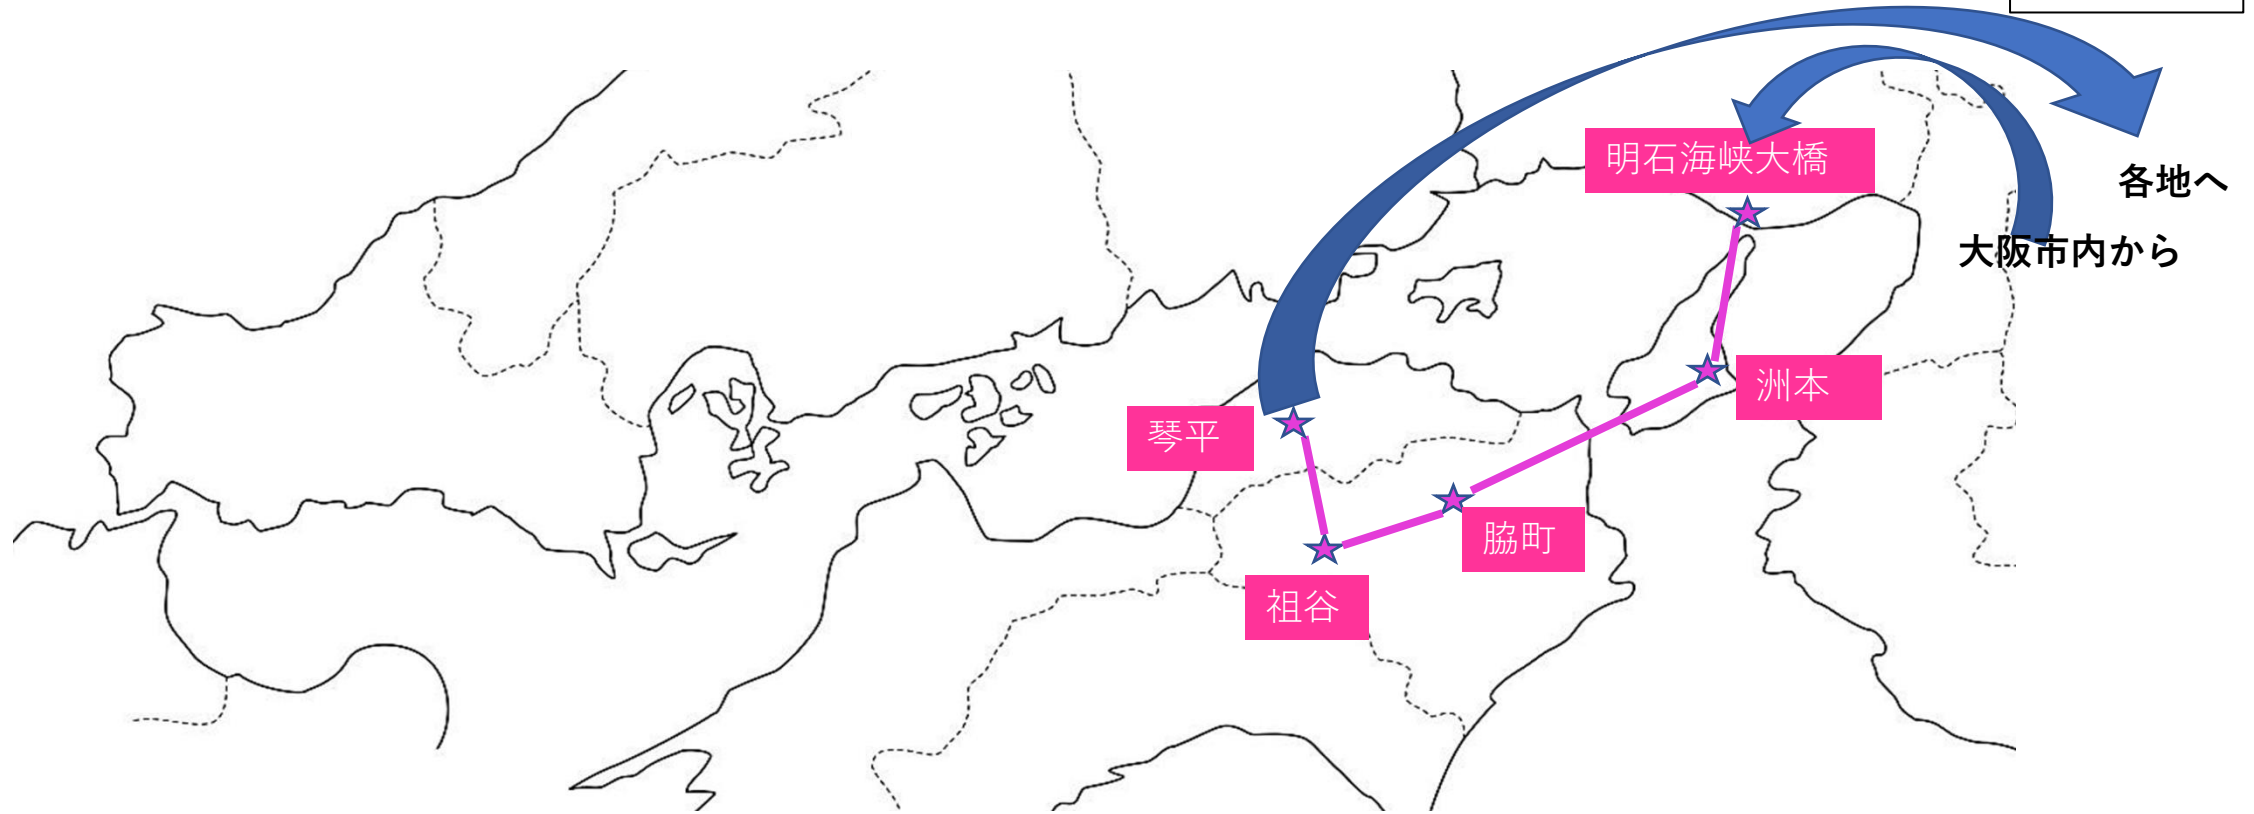 明石海峡大橋
各地へ
大阪市内から
洲本
琴平
脇町
祖谷